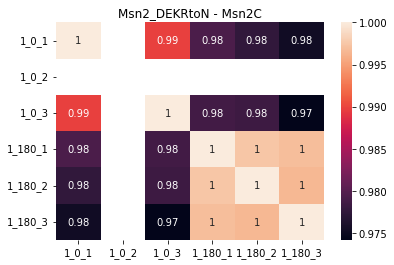 Msn2_DEKRtoN - Msn2C
1_0_1 1 0.99 0.98 0.98 0.98
1_0_2
1_0_3 0.99 1 0.98 0.98 0.97
1_180_1 0.98 0.98 1 1 1
1_180_2 0.98 0.98 1 1 1
1_180_3 0.98 0.97 1 1 1
1_0_1 1_0_2 1_0_3 1_180_1 1_180_2 1_180_3
1.000
0.995
0.990
0.985
0.980
0.975